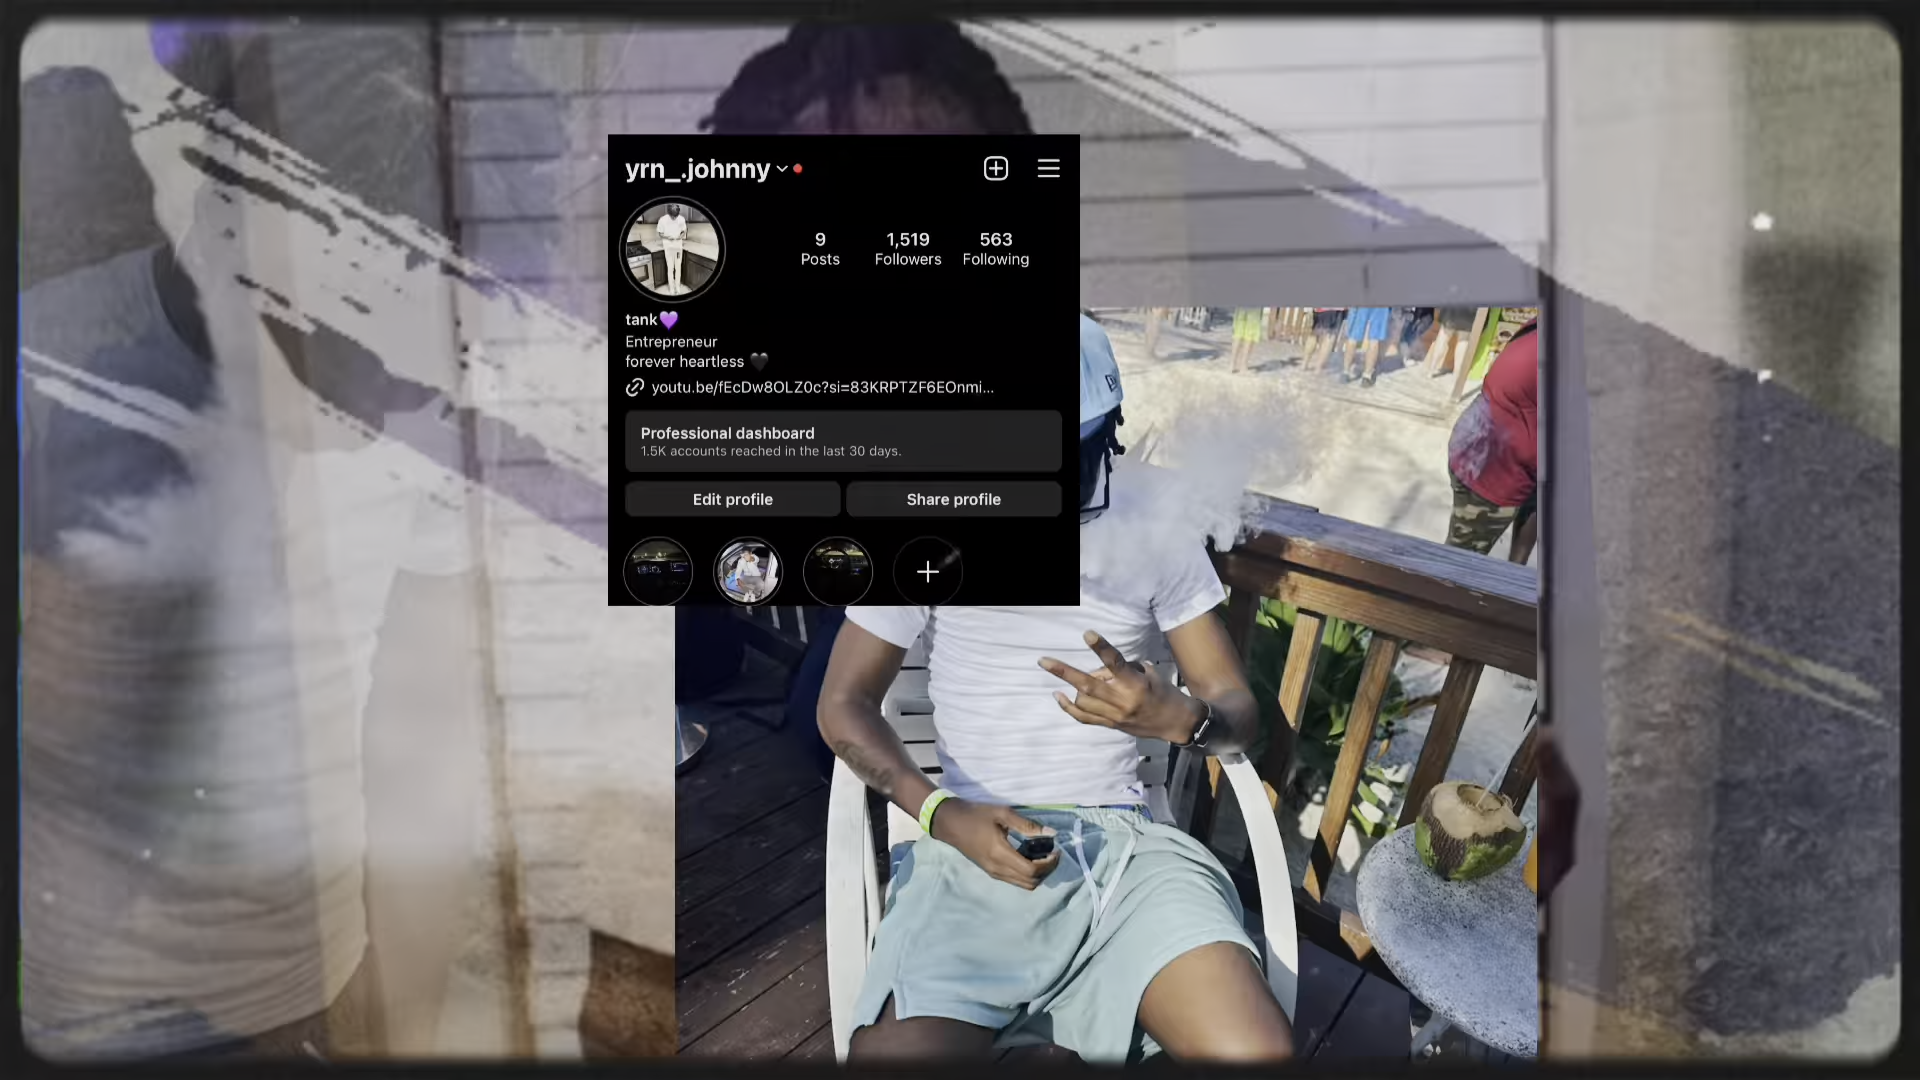 yrn_.johnny
9
Posts
1,519
Followers
563
Following
tank💜
Entrepreneur
forever heartless 🖤
youtu.be/fEcDw8OLZ0c?si=83KRPTZF6EOnmi...
Professional dashboard
1.5K accounts reached in the last 30 days.
Edit profile
Share profile